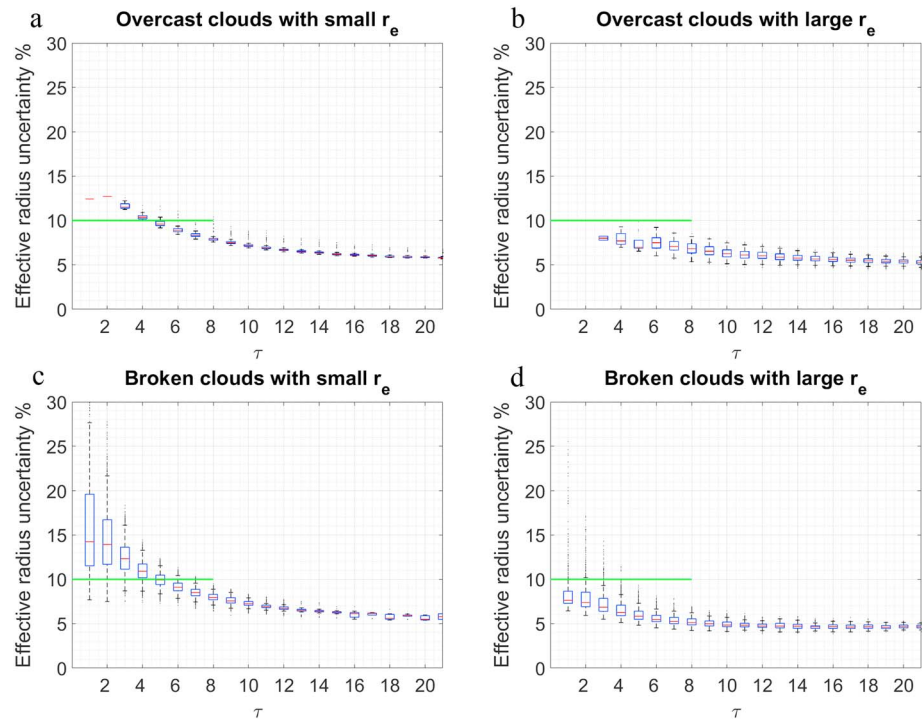 a
Overcast clouds with small r_e
Effective radius uncertainty %
30
25
20
15
10
5
0
2 4 6 8 10 12 14 16 18 20
τ
b
Overcast clouds with large r_e
Effective radius uncertainty %
30
25
20
15
10
5
0
2 4 6 8 10 12 14 16 18 20
τ
c
Broken clouds with small r_e
Effective radius uncertainty %
30
25
20
15
10
5
0
2 4 6 8 10 12 14 16 18 20
τ
d
Broken clouds with large r_e
Effective radius uncertainty %
30
25
20
15
10
5
0
2 4 6 8 10 12 14 16 18 20
τ